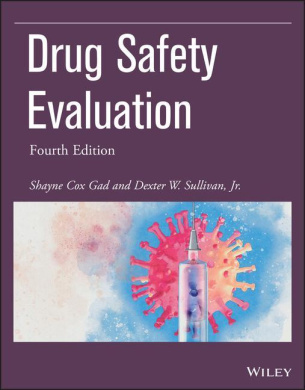 Drug Safety
Evaluation
Fourth Edition
Shayne Cox Gad and Dexter W. Sullivan, Jr.
WILEY